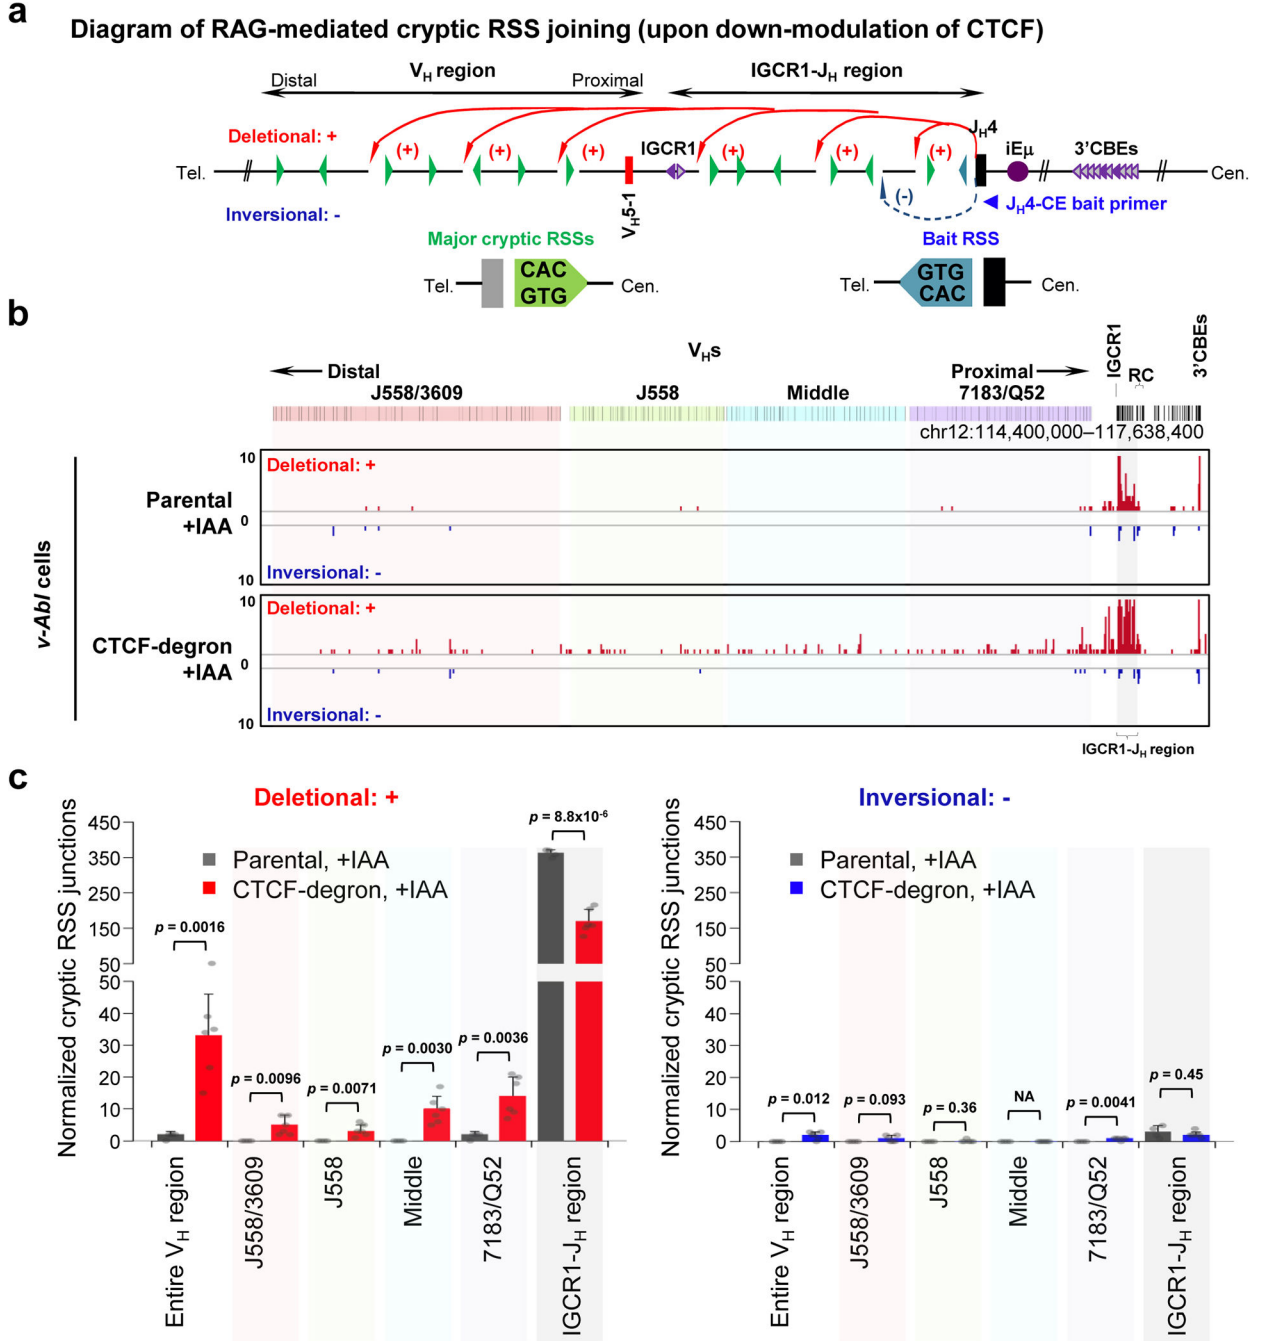 a
Diagram of RAG-mediated cryptic RSS joining (upon down-modulation of CTCF)
Distal
VH region
Proximal
IGCR1-JH region
Deletional: +
(+)
(+)
(+)
IGCR1
(+)
(+)
(+)
JH4
iEµ
3'CBEs
Tel.
Cen.
Inversional: -
VH5-1
(-)
JH4-CE bait primer
Major cryptic RSSs
Bait RSS
Tel.
CAC
GTG
Cen.
Tel.
GTG
CAC
Cen.
b
VHs
Distal
Proximal
IGCR1
RC
3'CBEs
J558/3609
J558
Middle
7183/Q52
chr12:114,400,000–117,638,400
v-Abl cells
Parental
+IAA
10
0
10
Deletional: +
Inversional: -
CTCF-degron
+IAA
10
0
10
Deletional: +
Inversional: -
IGCR1-JH region
c
Deletional: +
Normalized cryptic RSS junctions
450
350
250
150
50
50
40
30
20
10
0
Parental, +IAA
CTCF-degron, +IAA
p = 0.0016
p = 0.0096
p = 0.0071
p = 0.0030
p = 0.0036
p = 8.8x10-6
Entire VH region
J558/3609
J558
Middle
7183/Q52
IGCR1-JH region
Inversional: -
Normalized cryptic RSS junctions
450
350
250
150
50
50
40
30
20
10
0
Parental, +IAA
CTCF-degron, +IAA
p = 0.012
p = 0.093
p = 0.36
NA
p = 0.0041
p = 0.45
Entire VH region
J558/3609
J558
Middle
7183/Q52
IGCR1-JH region